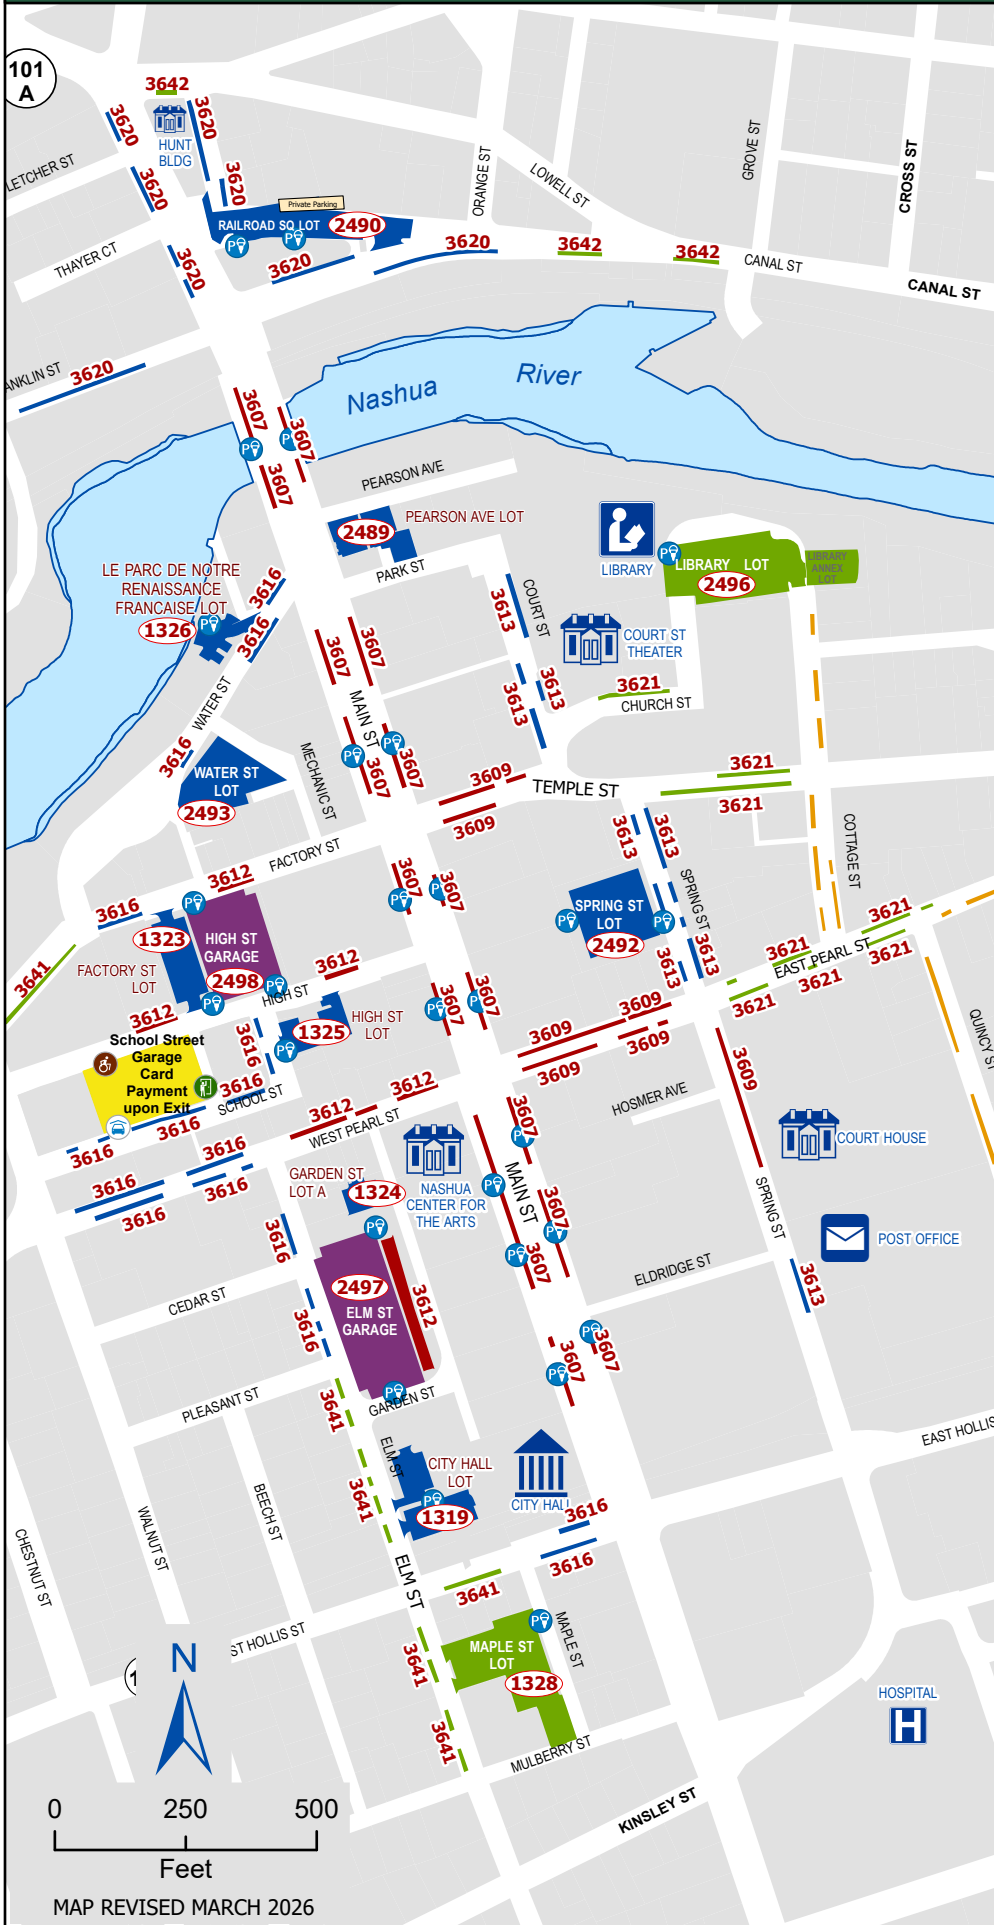 101
A
3642
3620
3620
HUNT
BLDG
LETCHER ST
3620
3620
Private Parking
RAILROAD SQ LOT
2490
ORANGE ST
LOWELL ST
GROVE ST
CROSS ST
THAYER CT
3620
3620
3620
3642
3642
CANAL ST
CANAL ST
ANKLIN ST
3620
Nashua
River
3607
3607
3607
PEARSON AVE
2489
PEARSON AVE LOT
PARK ST
LIBRARY
LIBRARY LOT
2496
LIBRARY
ANNEX
LOT
LE PARC DE NOTRE
RENAISSANCE
FRANCAISE LOT
1326
3616
3616
3613
COURT ST
COURT ST
THEATER
3607
3607
3613
3613
3621
CHURCH ST
WATER ST
MAIN ST
3616
WATER ST
LOT
2493
MECHANIC ST
3607
3607
3609
TEMPLE ST
3621
3621
3609
FACTORY ST
3613
3613
COTTAGE ST
3612
3607
3607
SPRING ST
3616
1323
HIGH ST
GARAGE
2498
SPRING ST
LOT
2492
3621
3621
EAST PEARL ST
3621
3621
3621
3641
FACTORY ST
LOT
3612
HIGH ST
3612
3613
3613
3607
3607
1325
HIGH ST
LOT
3609
3609
3609
3609
QUINCY ST
School Street
Garage
Card
Payment
upon Exit
3616
3616
SCHOOL ST
3612
3612
WEST PEARL ST
HOSMER AVE
3609
3616
3616
3616
3616
3616
3616
3607
COURT HOUSE
GARDEN ST
LOT A
1324
NASHUA
CENTER FOR
THE ARTS
MAIN ST
SPRING ST
3616
3607
3607
POST OFFICE
ELDRIDGE ST
3613
2497
ELM ST
GARAGE
3612
CEDAR ST
3616
3607
3607
PLEASANT ST
3641
GARDEN ST
EAST HOLLIS
ELM ST
CITY HALL
LOT
1319
CITY HALL
3616
3616
3641
BEECH ST
WALNUT ST
CHESTNUT ST
ELM ST
3641
ST HOLLIS ST
MAPLE ST
3641
MAPLE ST
LOT
1328
HOSPITAL
H
3641
MULBERRY ST
KINSLEY ST
N
0 250 500
Feet
MAP REVISED MARCH 2026